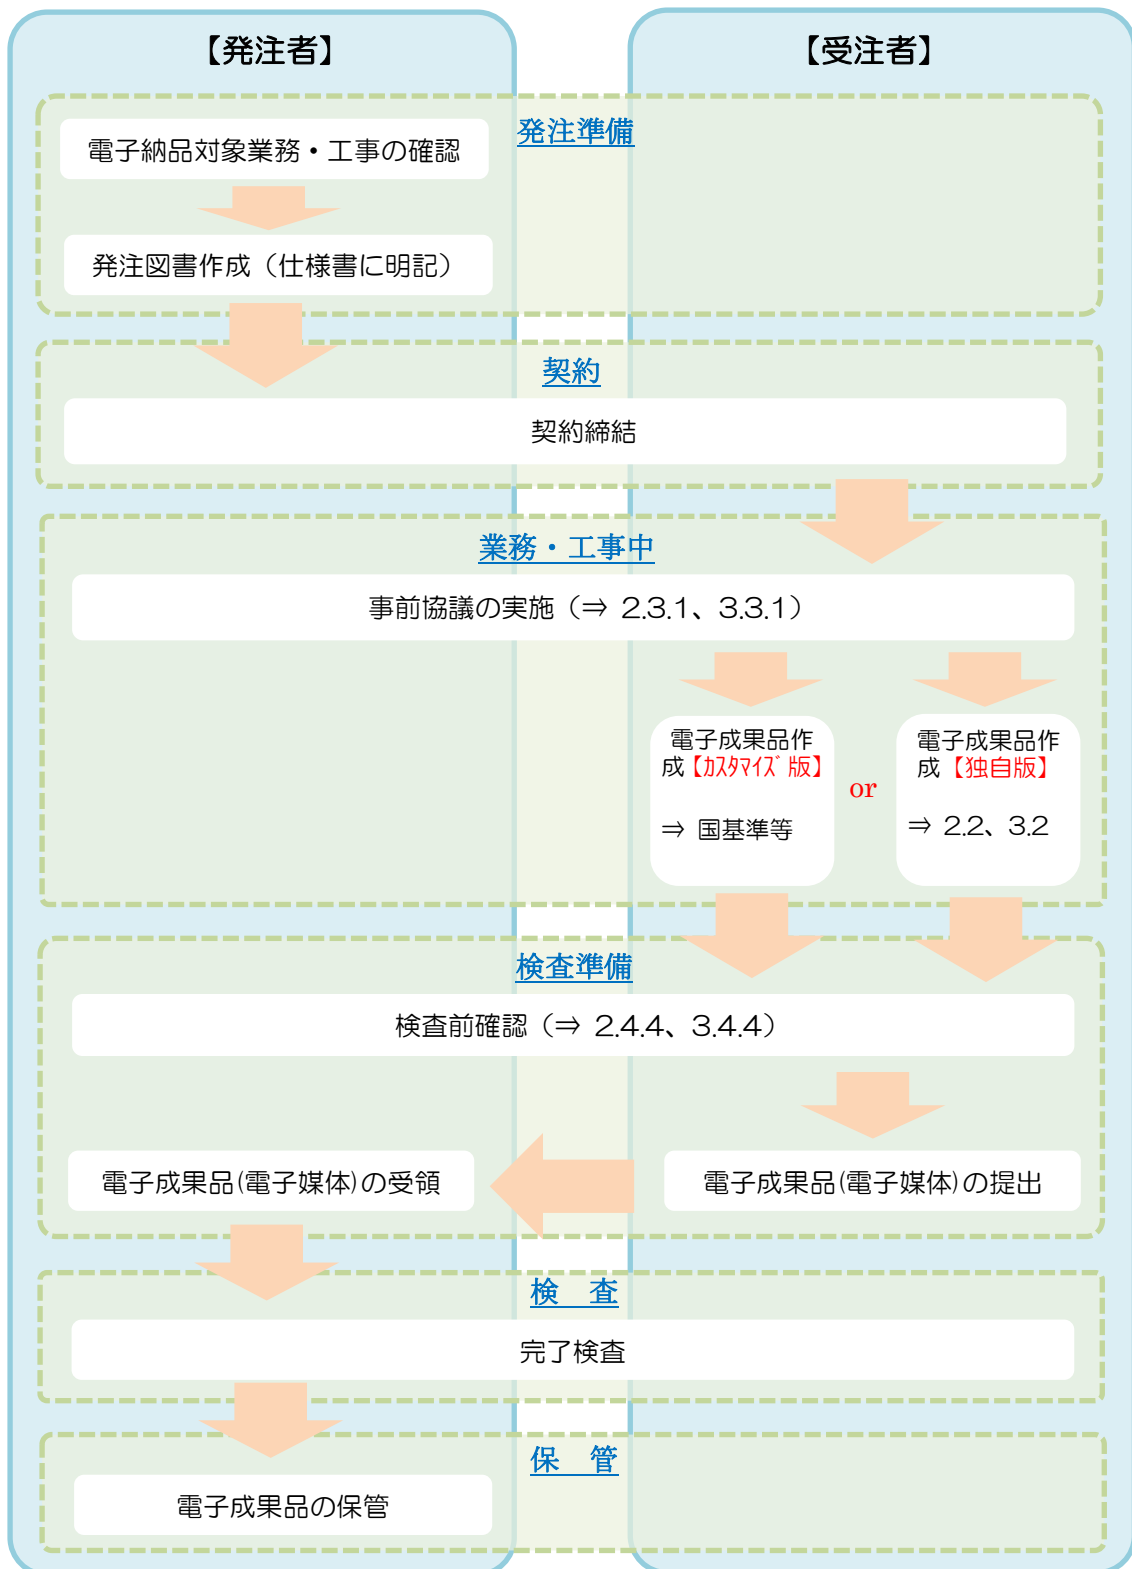 【発注者】
【受注者】
発注準備
電子納品対象業務・工事の確認
発注図書作成（仕様書に明記）
契約
契約締結
業務・工事中
事前協議の実施（⇒ 2.3.1、3.3.1）
電子成果品作
成【ｶｽﾀﾏｲｽﾞ版】
⇒ 国基準等
or
電子成果品作
成【独自版】
⇒ 2.2、3.2
検査準備
検査前確認（⇒ 2.4.4、3.4.4）
電子成果品(電子媒体)の受領
電子成果品(電子媒体)の提出
検　査
完了検査
保　管
電子成果品の保管